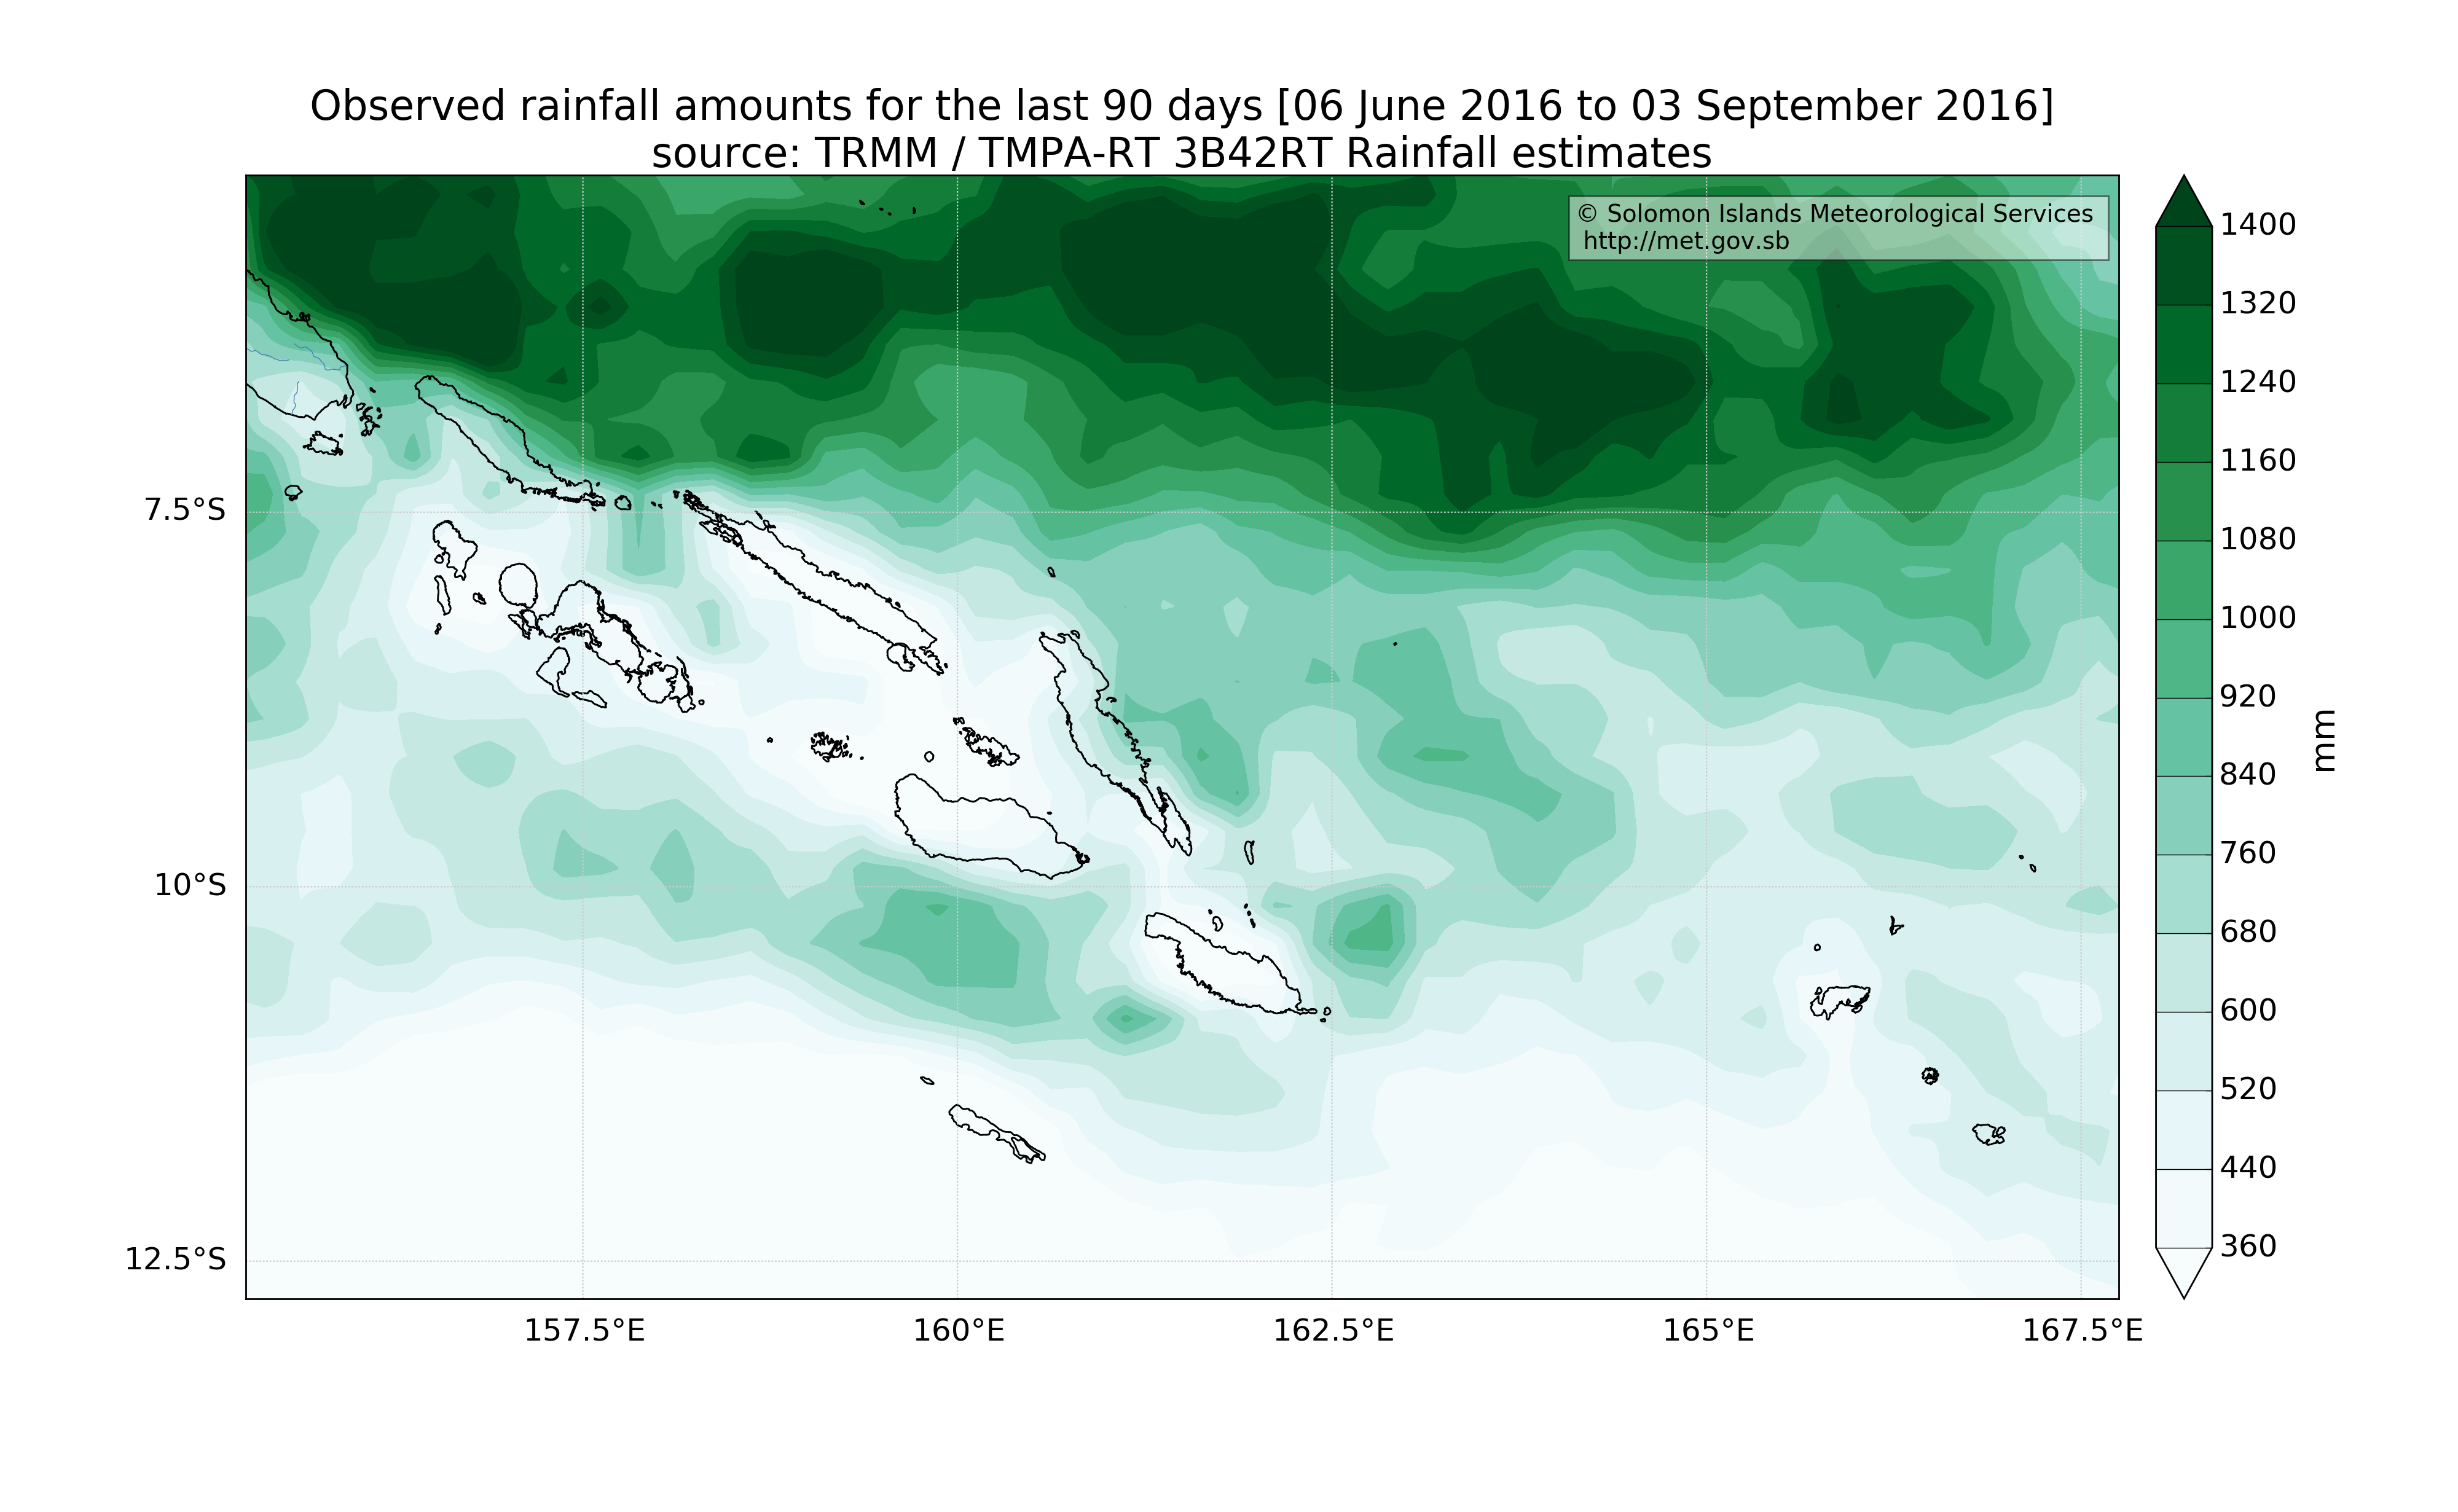 Observed rainfall amounts for the last 90 days [06 June 2016 to 03 September 2016]
source: TRMM / TMPA-RT 3B42RT Rainfall estimates
© Solomon Islands Meteorological Services
http://met.gov.sb
7.5°S
10°S
12.5°S
157.5°E
160°E
162.5°E
165°E
167.5°E
1400
1320
1240
1160
1080
1000
920
840
760
680
600
520
440
360
mm